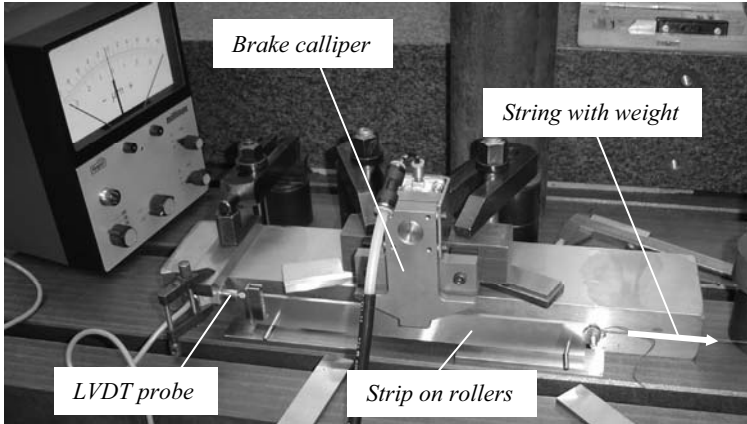 Brake calliper
String with weight
LVDT probe
Strip on rollers